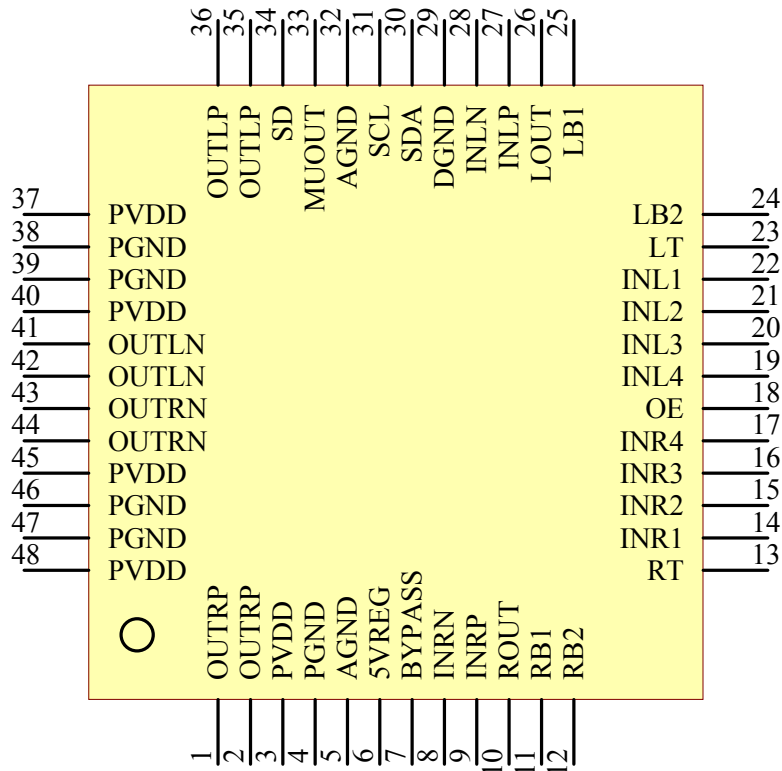 36
35
34
33
32
31
30
29
28
27
26
25
OUTLP
OUTLP
SD
MUOUT
AGND
SCL
SDA
DGND
INLN
INLP
LOUT
LB1
37 PVDD
38 PGND
39 PGND
40 PVDD
41 OUTLN
42 OUTLN
43 OUTRN
44 OUTRN
45 PVDD
46 PGND
47 PGND
48 PVDD
LB2 24
LT 23
INL1 22
INL2 21
INL3 20
INL4 19
OE 18
INR4 17
INR3 16
INR2 15
INR1 14
RT 13
OUTRP
OUTRP
PVDD
PGND
AGND
5VREG
BYPASS
INRN
INRP
ROUT
RB1
RB2
1
2
3
4
5
6
7
8
9
10
11
12